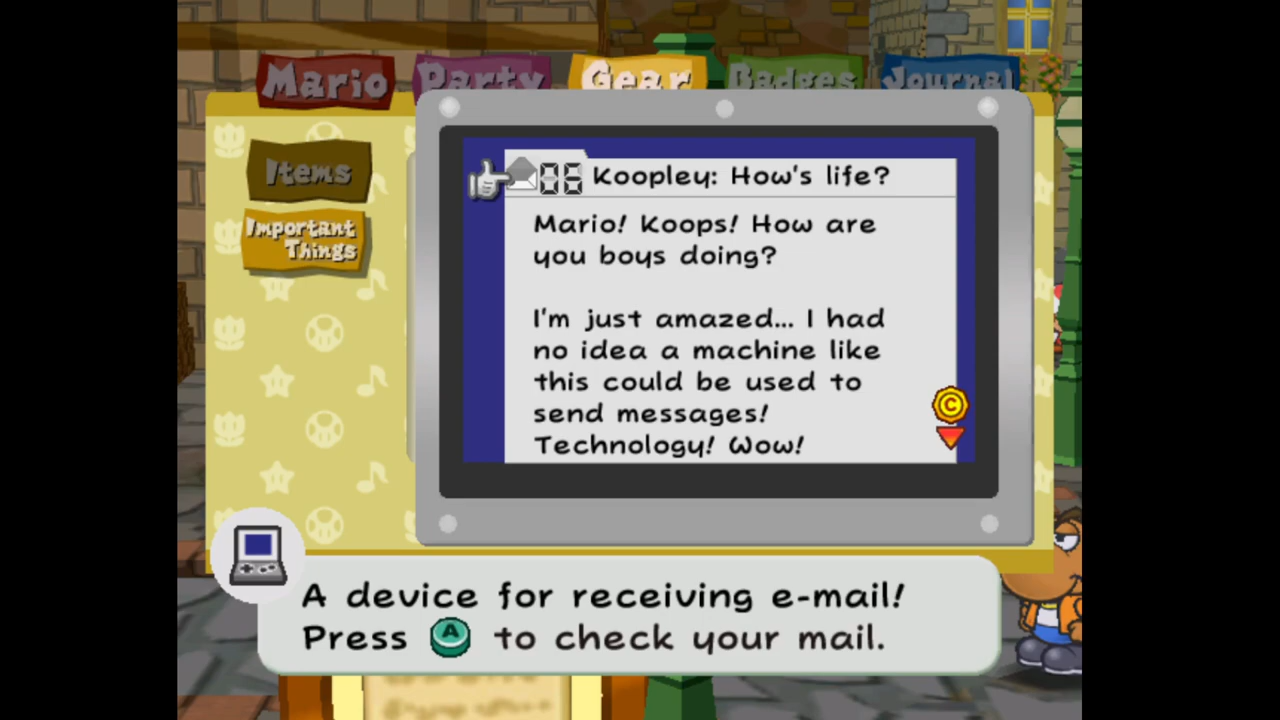 Mario Party Gear Badges Journal
Items
Important
Things
06 Koopley: How's life?
Mario! Koops! How are
you boys doing?
I'm just amazed... I had
no idea a machine like
this could be used to
send messages!
Technology! Wow!
C
A device for receiving e-mail!
Press A to check your mail.